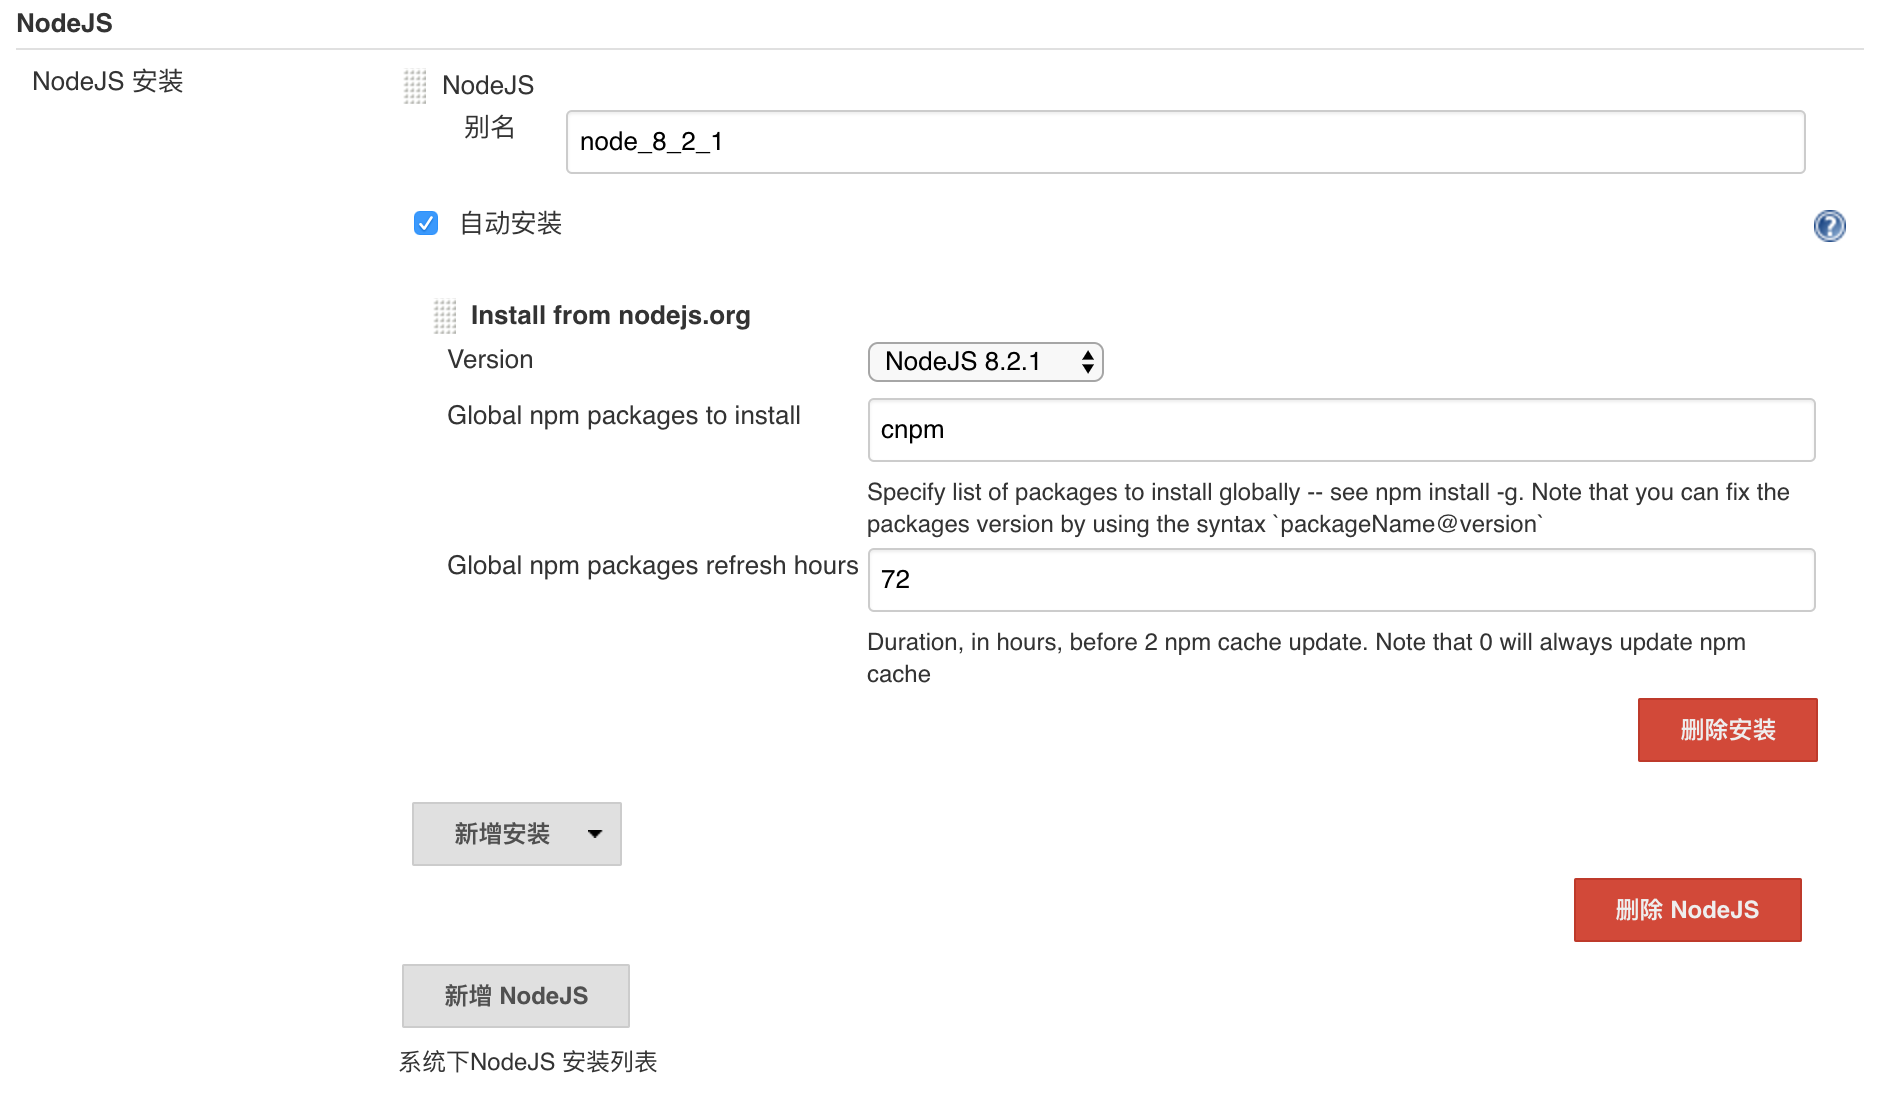 NodeJS
NodeJS 安装
NodeJS
别名
node_8_2_1
自动安装
Install from nodejs.org
Version
NodeJS 8.2.1
Global npm packages to install
cnpm
Specify list of packages to install globally -- see npm install -g. Note that you can fix the
packages version by using the syntax `packageName@version`
Global npm packages refresh hours
72
Duration, in hours, before 2 npm cache update. Note that 0 will always update npm
cache
删除安装
新增安装
删除 NodeJS
新增 NodeJS
系统下NodeJS 安装列表